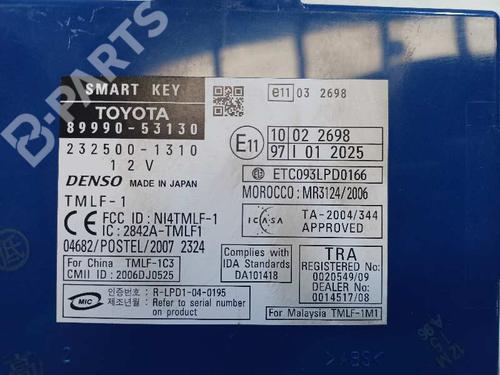 SMART KEY
TOYOTA
89990-53130
232500-1310
12V
DENSO MADE IN JAPAN
TMLF-1
CE FCC ID : NI4TMLF-1
IC : 2842A-TMLF1
04682/POSTEL/2007 2324
For China TMLF-1C3
CMII ID : 2006DJ0525
MIC 인증번호 : R-LPD1-04-0195
제조년월 : Refer to serial number
on product
e11 03 2698
E11 10 02 2698
97 I 01 2025
ETC093LPD0166
MOROCCO : MR3124/2006
ICASA TA-2004/344
APPROVED
Complies with
IDA Standards
DA101418
TRA
REGISTERED No:
0020549/09
DEALER No:
0014517/08
For Malaysia TMLF-1M1
>ABS<
B-PARTS